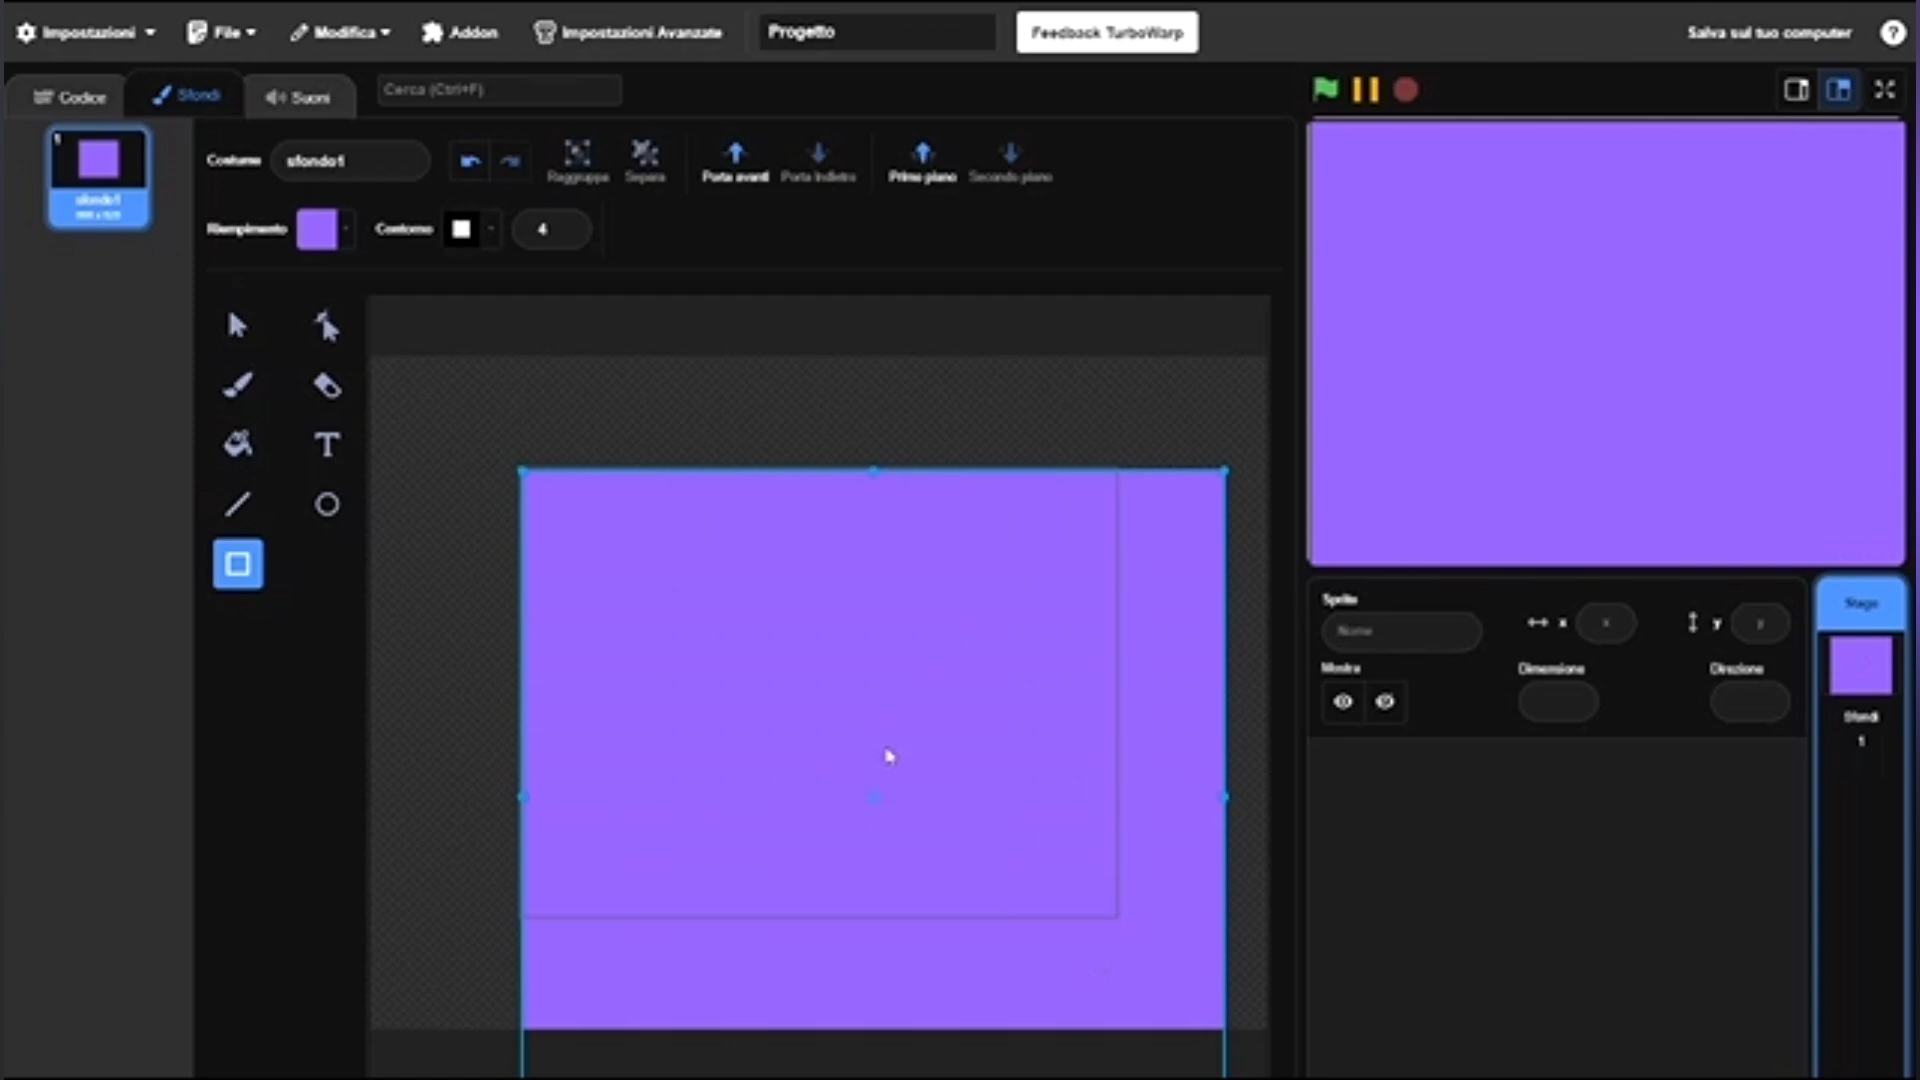 Impostazioni File Modifica Addon Impostazioni Avanzate Progetto Feedback TurboWarp Salva sul tuo computer ?
Codice Sfondi Suoni Cerca (Ctrl+F)
1
sfondo1
Costume sfondo1 Raggruppa Separa Porta avanti Porta indietro Primo piano Secondo piano
Riempimento Contorno 4
T
Sprite
Nome x x y y
Mostra Dimensione Direzione
Stage
Sfondi
1